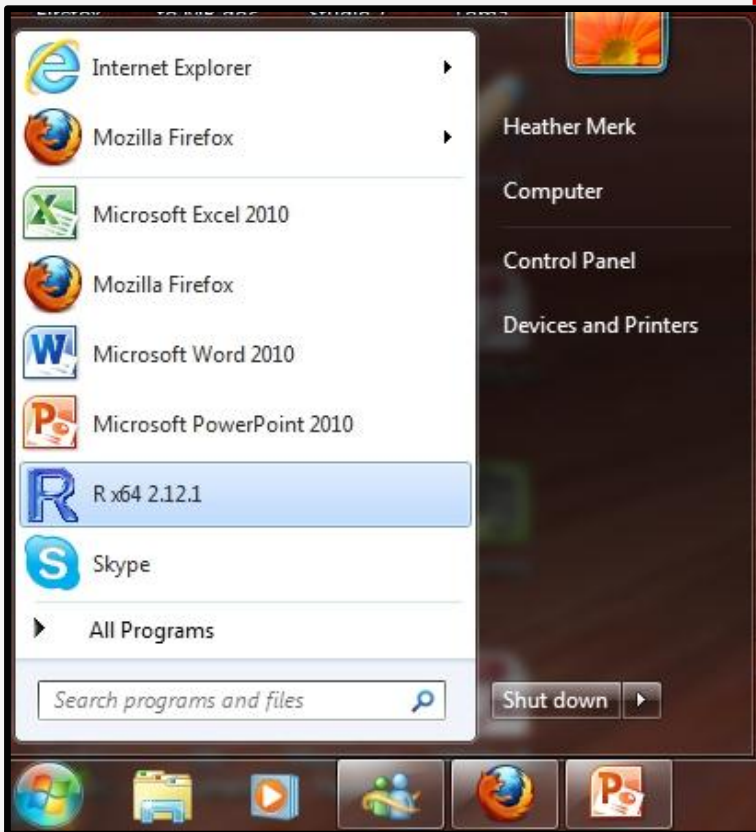 Internet Explorer
Mozilla Firefox
Microsoft Excel 2010
Mozilla Firefox
Microsoft Word 2010
Microsoft PowerPoint 2010
R x64 2.12.1
Skype
All Programs
Search programs and files
Heather Merk
Computer
Control Panel
Devices and Printers
Shut down